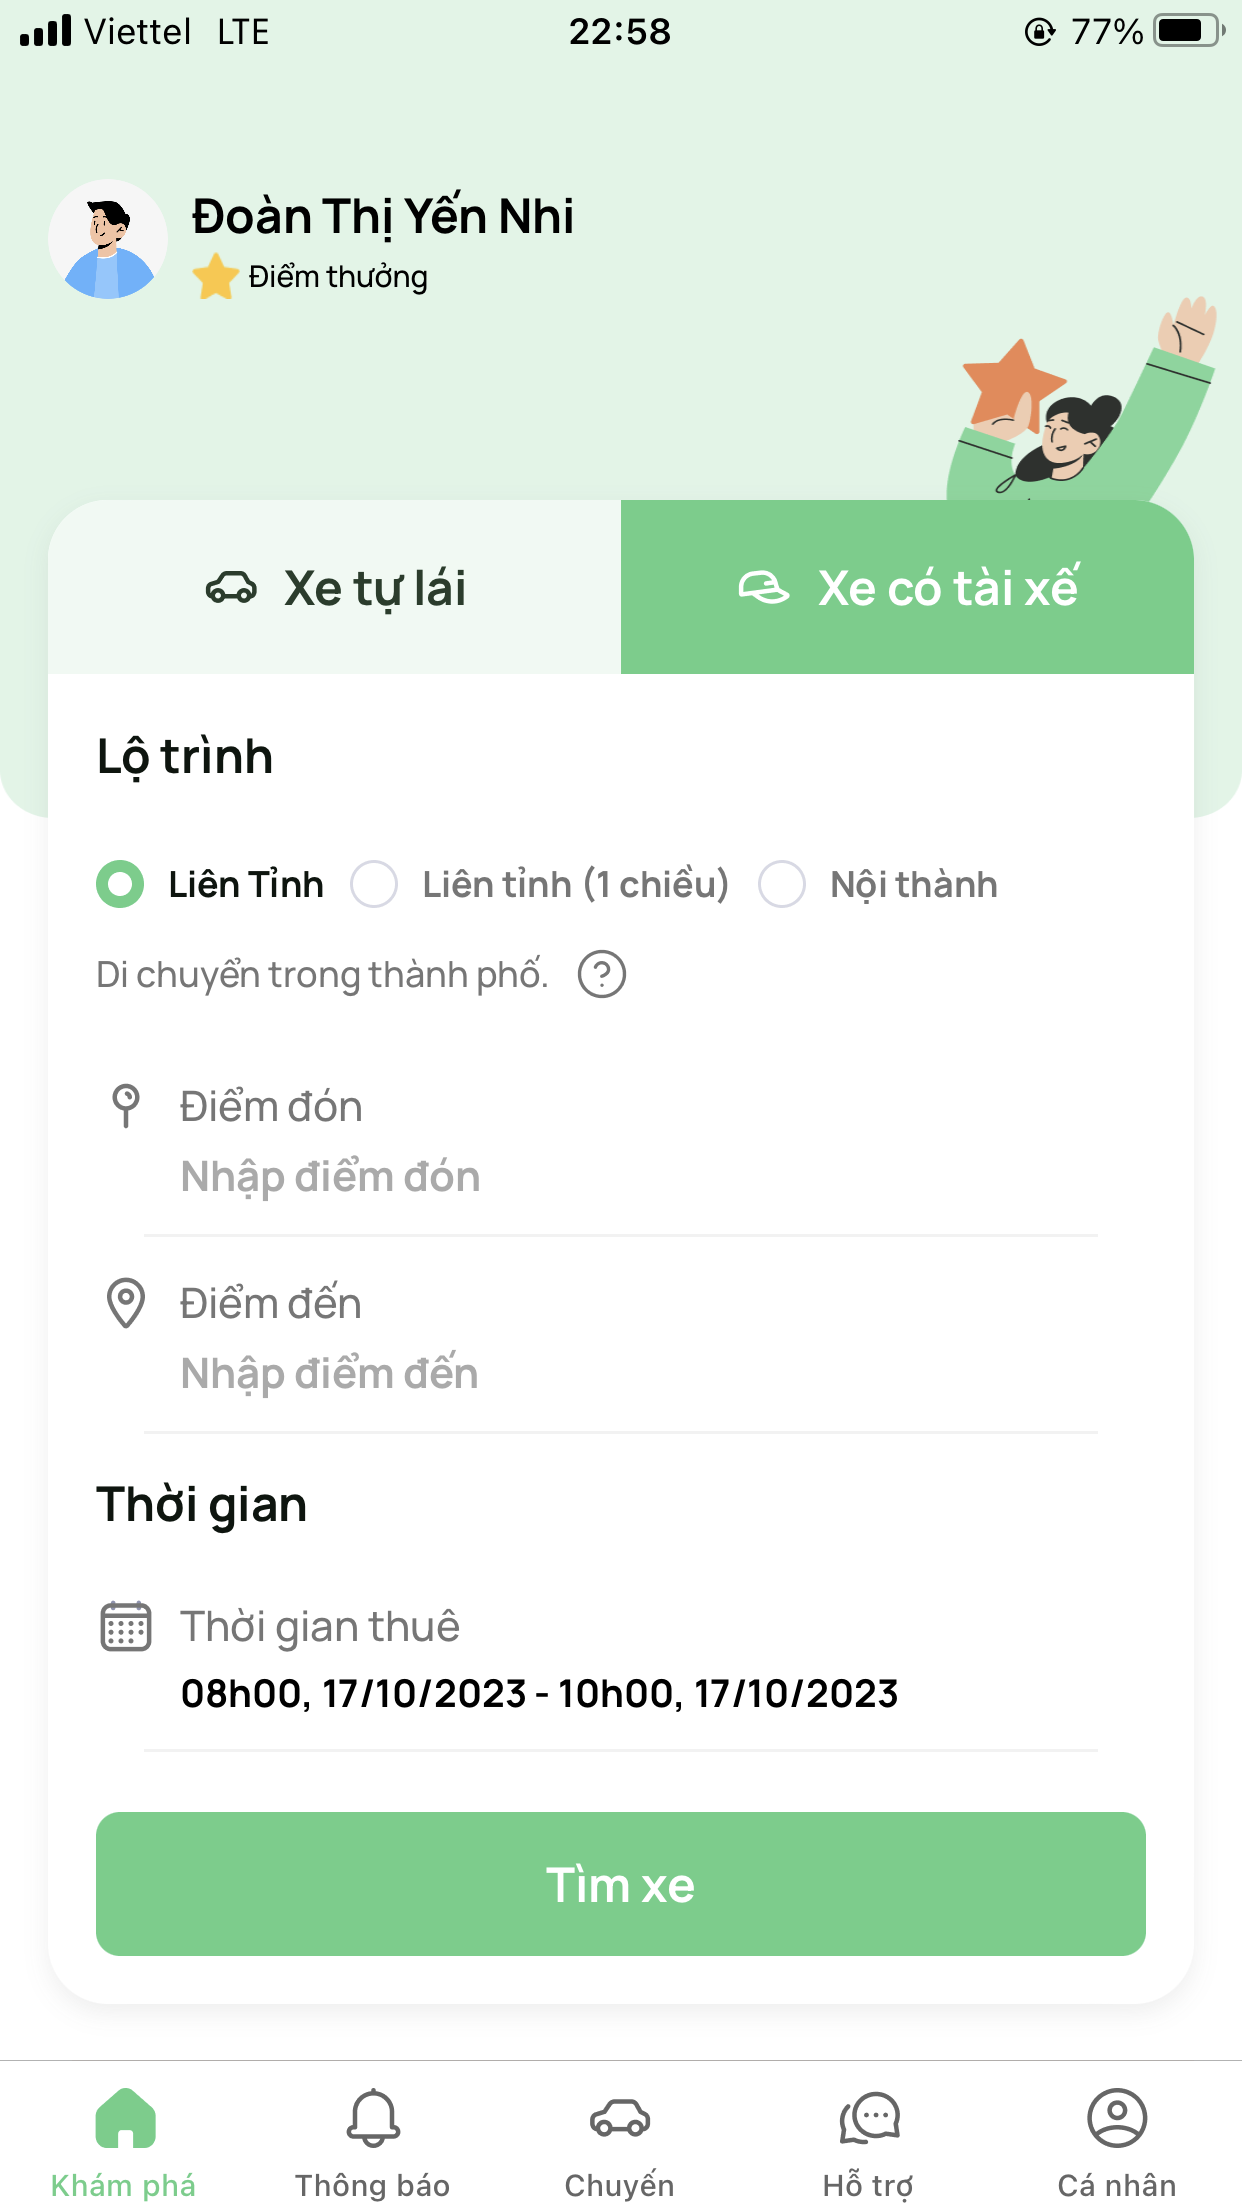 Viettel LTE 22:58 77%
Đoàn Thị Yến Nhi
Điểm thưởng
Xe tự lái Xe có tài xế
Lộ trình
Liên Tỉnh Liên tỉnh (1 chiều) Nội thành
Di chuyển trong thành phố. ?
Điểm đón
Nhập điểm đón
Điểm đến
Nhập điểm đến
Thời gian
Thời gian thuê
08h00, 17/10/2023 - 10h00, 17/10/2023
Tìm xe
Khám phá Thông báo Chuyến Hỗ trợ Cá nhân